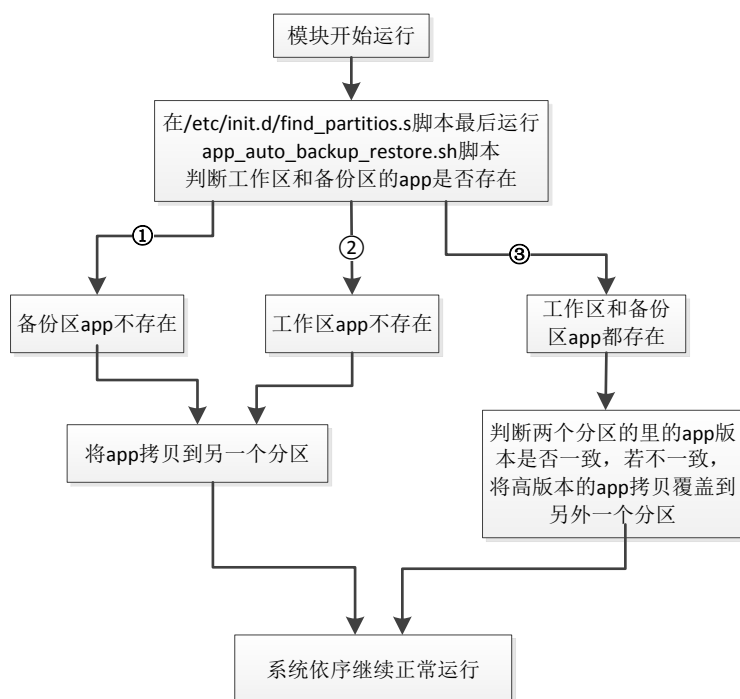 模块开始运行
在/etc/init.d/find_partitios.s脚本最后运行
app_auto_backup_restore.sh脚本
判断工作区和备份区的app是否存在
① ② ③
备份区app不存在
工作区app不存在
工作区和备份
区app都存在
将app拷贝到另一个分区
判断两个分区的里的app版
本是否一致，若不一致，
将高版本的app拷贝覆盖到
另外一个分区
系统依序继续正常运行